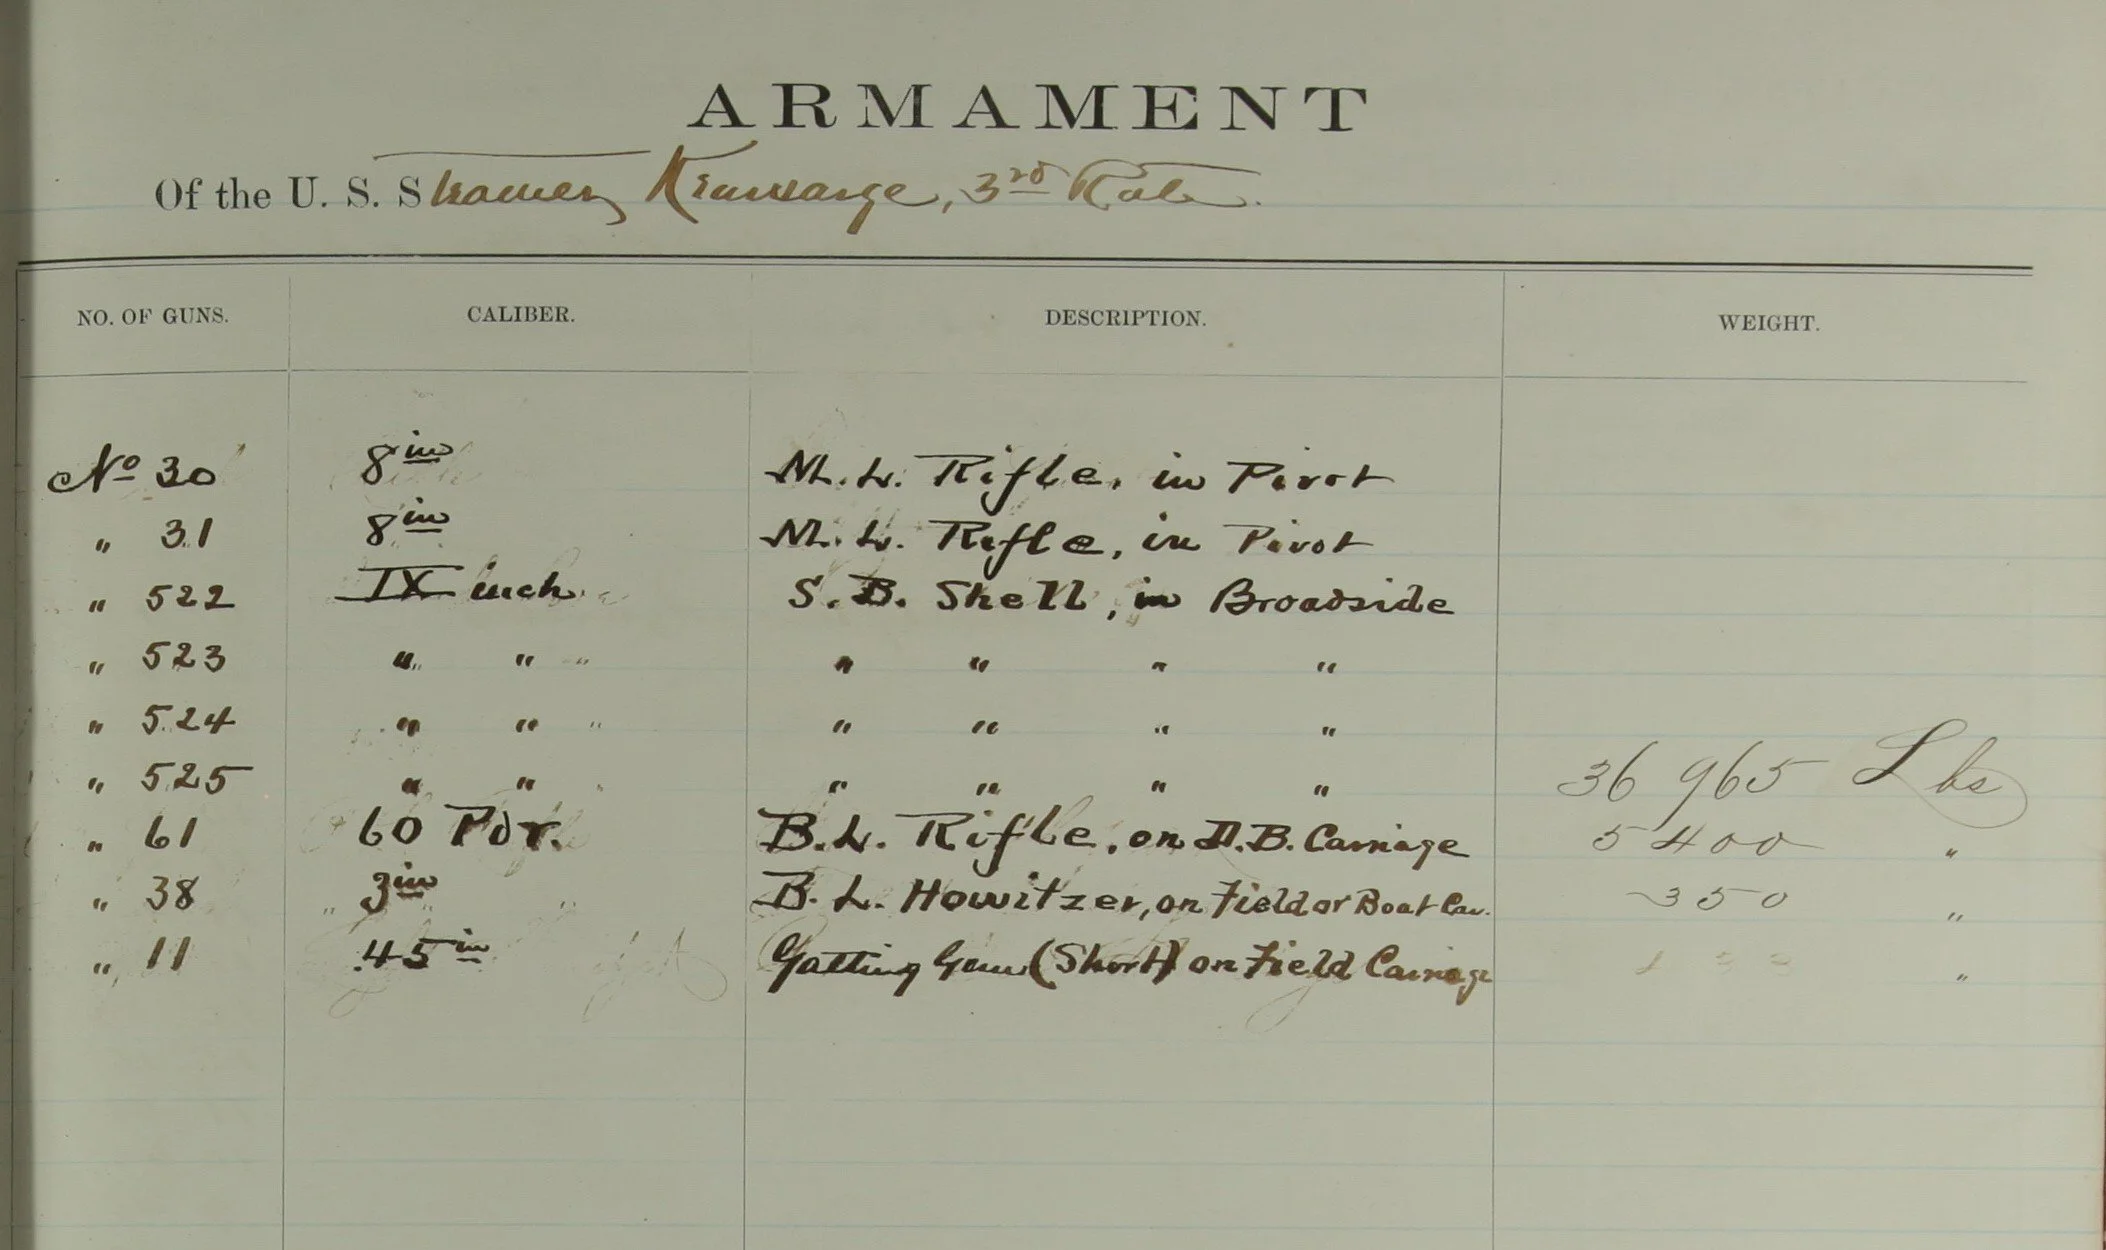 ARMAMENT
Of the U. S. Steamer Kearsarge, 3rd Rate.
NO. OF GUNS. CALIBER. DESCRIPTION. WEIGHT.
No 30 8in M. L. Rifle, in Pivot
" 31 8in M. L. Rifle, in Pivot
" 522 IX inch S. B. Shell, in Broadside
" 523 " " " " " "
" 524 " " " " " "
" 525 " " " " " " 36 965 Lbs
" 61 60 Pdr. B. L. Rifle, on D. B. Carriage 5 400 "
" 38 3in B. L. Howitzer, on Field or Boat Car. 350 "
" 11 .45in Gatling Gun (Short) on Field Carriage "